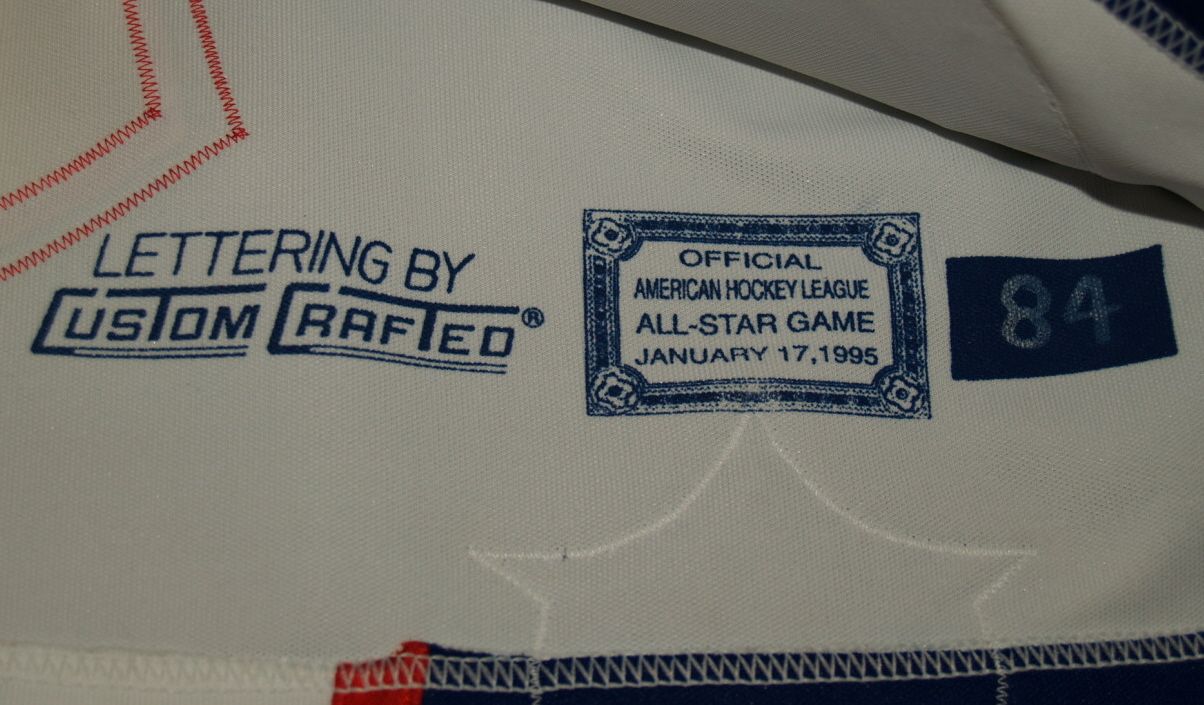 LETTERING BY
CUSTOM CRAFTED®
OFFICIAL
AMERICAN HOCKEY LEAGUE
ALL-STAR GAME
JANUARY 17,1995
84